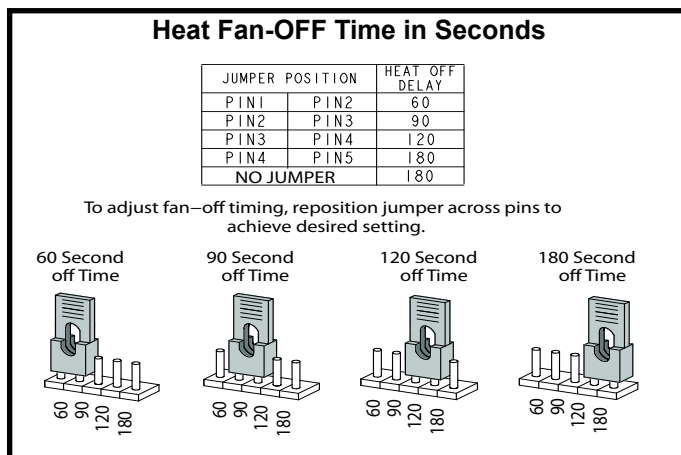 Heat Fan-OFF Time in Seconds
JUMPER POSITION HEAT OFF DELAY
PIN1 PIN2 60
PIN2 PIN3 90
PIN3 PIN4 120
PIN4 PIN5 180
NO JUMPER 180
To adjust fan–off timing, reposition jumper across pins to
achieve desired setting.
60 Second
off Time
90 Second
off Time
120 Second
off Time
180 Second
off Time
60 90 120 180
60 90 120 180
60 90 120 180
60 90 120 180